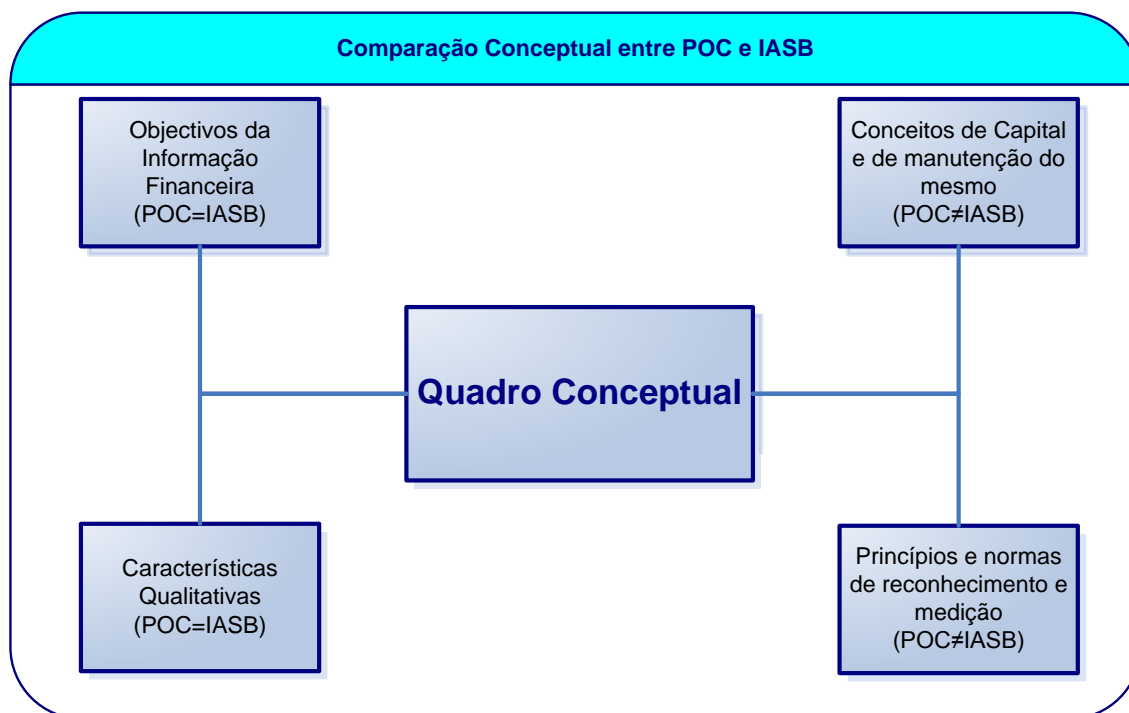 Comparação Conceptual entre POC e IASB
Objectivos da
Informação
Financeira
(POC=IASB)
Conceitos de Capital
e de manutenção do
mesmo
(POC≠IASB)
Quadro Conceptual
Características
Qualitativas
(POC=IASB)
Princípios e normas
de reconhecimento e
medição
(POC≠IASB)